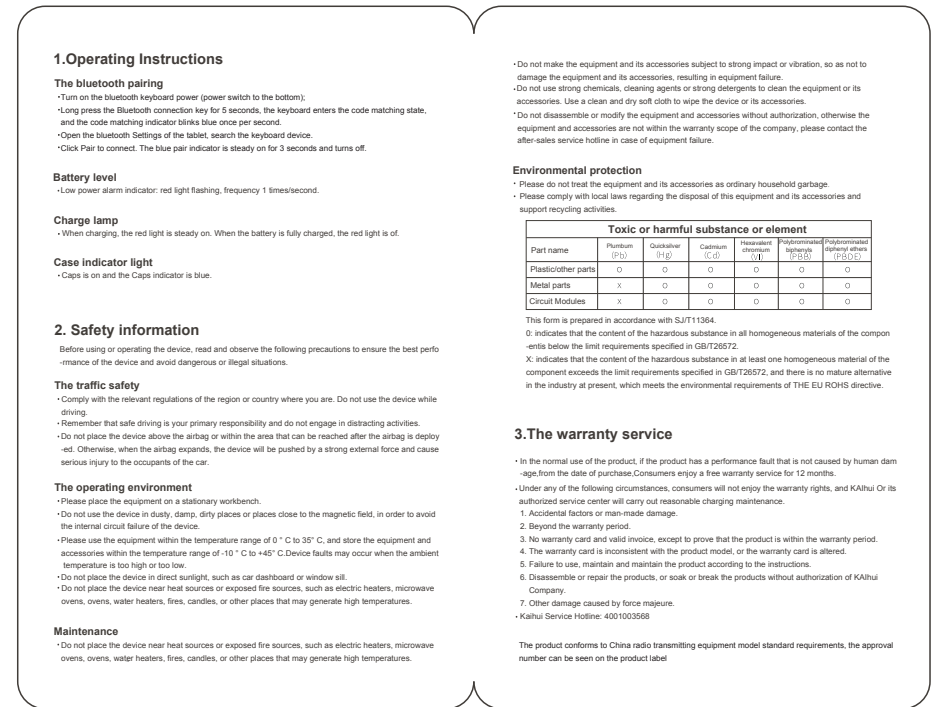 1.Operating Instructions
The bluetooth pairing
•Turn on the bluetooth keyboard power (power switch to the bottom);
•Long press the Bluetooth connection key for 5 seconds, the keyboard enters the code matching state,
and the code matching indicator blinks blue once per second.
•Open the bluetooth Settings of the tablet, search the keyboard device.
•Click Pair to connect. The blue pair indicator is steady on for 3 seconds and turns off.
Battery level
•Low power alarm indicator: red light flashing, frequency 1 times/second.
Charge lamp
• When charging, the red light is steady on. When the battery is fully charged, the red light is of.
Case indicator light
• Caps is on and the Caps indicator is blue.
2. Safety information
Before using or operating the device, read and observe the following precautions to ensure the best perfo
-rmance of the device and avoid dangerous or illegal situations.
The traffic safety
•Comply with the relevant regulations of the region or country where you are. Do not use the device while
driving.
•Remember that safe driving is your primary responsibility and do not engage in distracting activities.
•Do not place the device above the airbag or within the area that can be reached after the airbag is deploy
-ed. Otherwise, when the airbag expands, the device will be pushed by a strong external force and cause
serious injury to the occupants of the car.
The operating environment
•Please place the equipment on a stationary workbench.
•Do not use the device in dusty, damp, dirty places or places close to the magnetic field, in order to avoid
the internal circuit failure of the device.
•Please use the equipment within the temperature range of 0 ° C to 35° C, and store the equipment and
accessories within the temperature range of -10 ° C to +45° C.Device faults may occur when the ambient
temperature is too high or too low.
•Do not place the device in direct sunlight, such as car dashboard or window sill.
•Do not place the device near heat sources or exposed fire sources, such as electric heaters, microwave
ovens, ovens, water heaters, fires, candles, or other places that may generate high temperatures.
Maintenance
•Do not place the device near heat sources or exposed fire sources, such as electric heaters, microwave
ovens, ovens, water heaters, fires, candles, or other places that may generate high temperatures.
•Do not make the equipment and its accessories subject to strong impact or vibration, so as not to
damage the equipment and its accessories, resulting in equipment failure.
•Do not use strong chemicals, cleaning agents or strong detergents to clean the equipment or its
accessories. Use a clean and dry soft cloth to wipe the device or its accessories.
•Do not disassemble or modify the equipment and accessories without authorization, otherwise the
equipment and accessories are not within the warranty scope of the company, please contact the
after-sales service hotline in case of equipment failure.
Environmental protection
• Please do not treat the equipment and its accessories as ordinary household garbage.
• Please comply with local laws regarding the disposal of this equipment and its accessories and
support recycling activities.
Toxic or harmful substance or element
Part name Plumbum (Pb) Quicksilver (Hg) Cadmium (Cd) Hexavalent chromium (VI) Polybrominated biphenyls (PBB) Polybrominated diphenyl ethers (PBDE)
Plastic/other parts O O O O O O
Metal parts X O O O O O
Circuit Modules X O O O O O
This form is prepared in accordance with SJ/T11364.
0: indicates that the content of the hazardous substance in all homogeneous materials of the compon
-entis below the limit requirements specified in GB/T26572.
X: indicates that the content of the hazardous substance in at least one homogeneous material of the
component exceeds the limit requirements specified in GB/T26572, and there is no mature alternative
in the industry at present, which meets the environmental requirements of THE EU ROHS directive.
3.The warranty service
• In the normal use of the product, if the product has a performance fault that is not caused by human dam
-age,from the date of purchase,Consumers enjoy a free warranty service for 12 months.
•Under any of the following circumstances, consumers will not enjoy the warranty rights, and KAIhui Or its
authorized service center will carry out reasonable charging maintenance.
1. Accidental factors or man-made damage.
2. Beyond the warranty period.
3. No warranty card and valid invoice, except to prove that the product is within the warranty period.
4. The warranty card is inconsistent with the product model, or the warranty card is altered.
5. Failure to use, maintain and maintain the product according to the instructions.
6. Disassemble or repair the products, or soak or break the products without authorization of KAIhui
Company.
7. Other damage caused by force majeure.
• Kaihui Service Hotline: 4001003568
The product conforms to China radio transmitting equipment model standard requirements, the approval
number can be seen on the product label